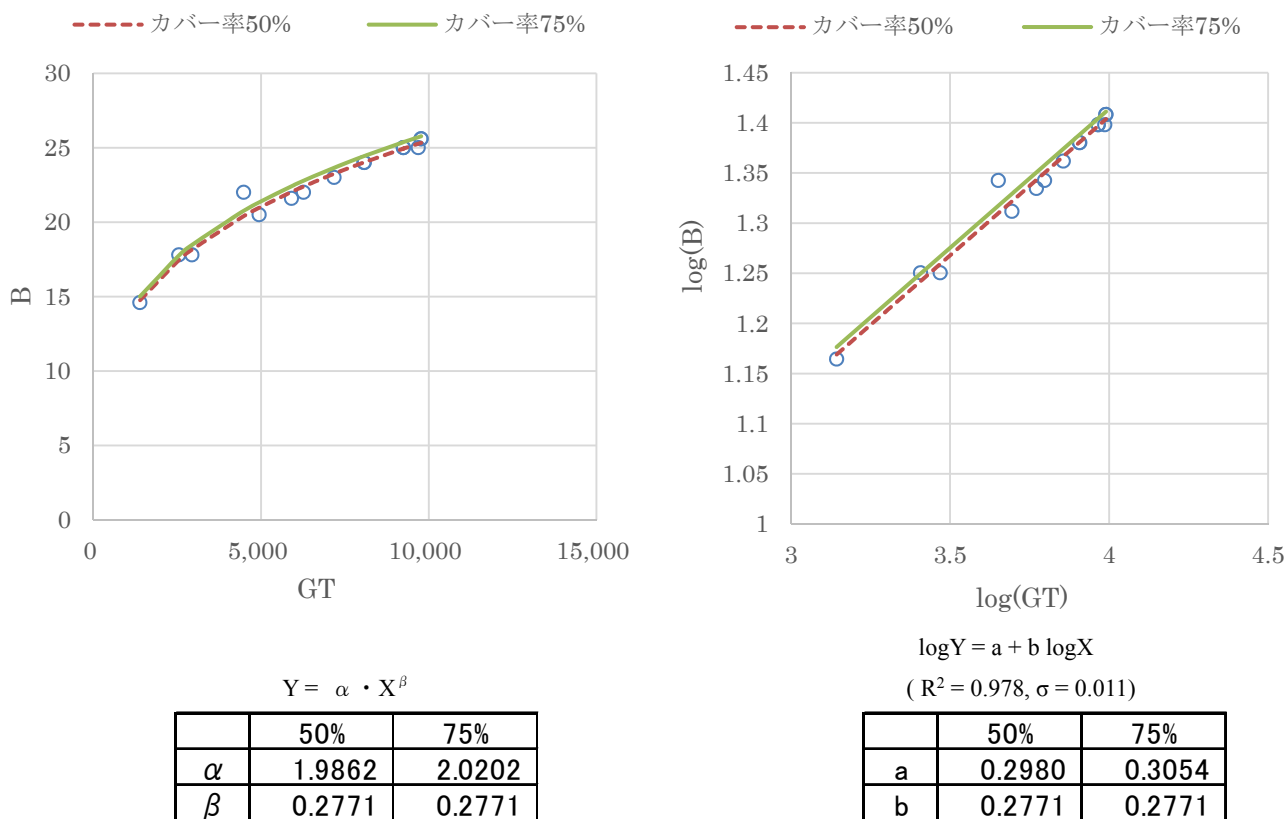 カバー率50% カバー率75%
30
25
20
15
10
5
0
B
0 5,000 10,000 15,000
GT
カバー率50% カバー率75%
1.45
1.4
1.35
1.3
1.25
1.2
1.15
1.1
1.05
1
log(B)
3 3.5 4 4.5
log(GT)
Y = α・X^β
50% 75%
α 1.9862 2.0202
β 0.2771 0.2771
logY = a + b logX
( R² = 0.978, σ = 0.011)
50% 75%
a 0.2980 0.3054
b 0.2771 0.2771